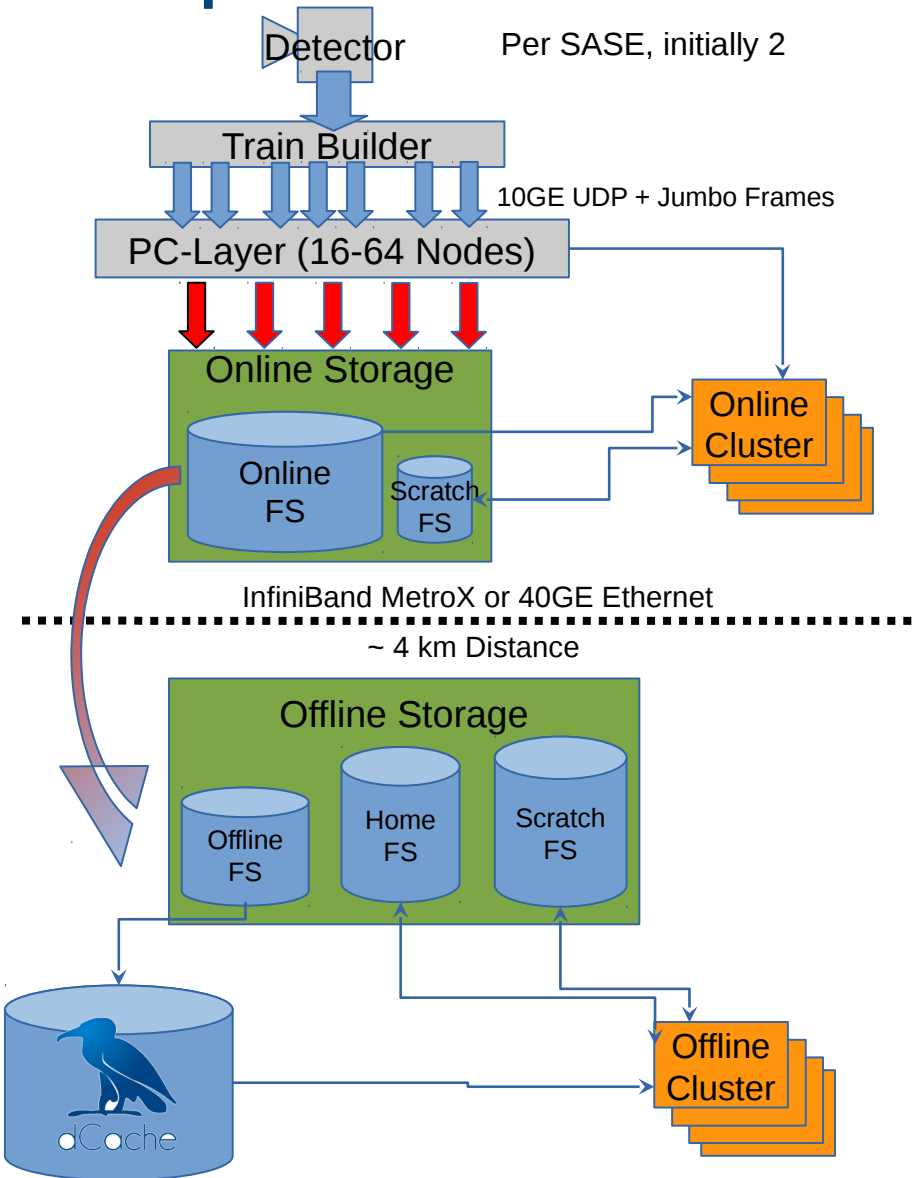 Detector
Per SASE, initially 2
Train Builder
10GE UDP + Jumbo Frames
PC-Layer (16-64 Nodes)
Online Storage
Online
FS
Scratch
FS
Online
Cluster
InfiniBand MetroX or 40GE Ethernet
~ 4 km Distance
Offline Storage
Offline
FS
Home
FS
Scratch
FS
dCache
Offline
Cluster